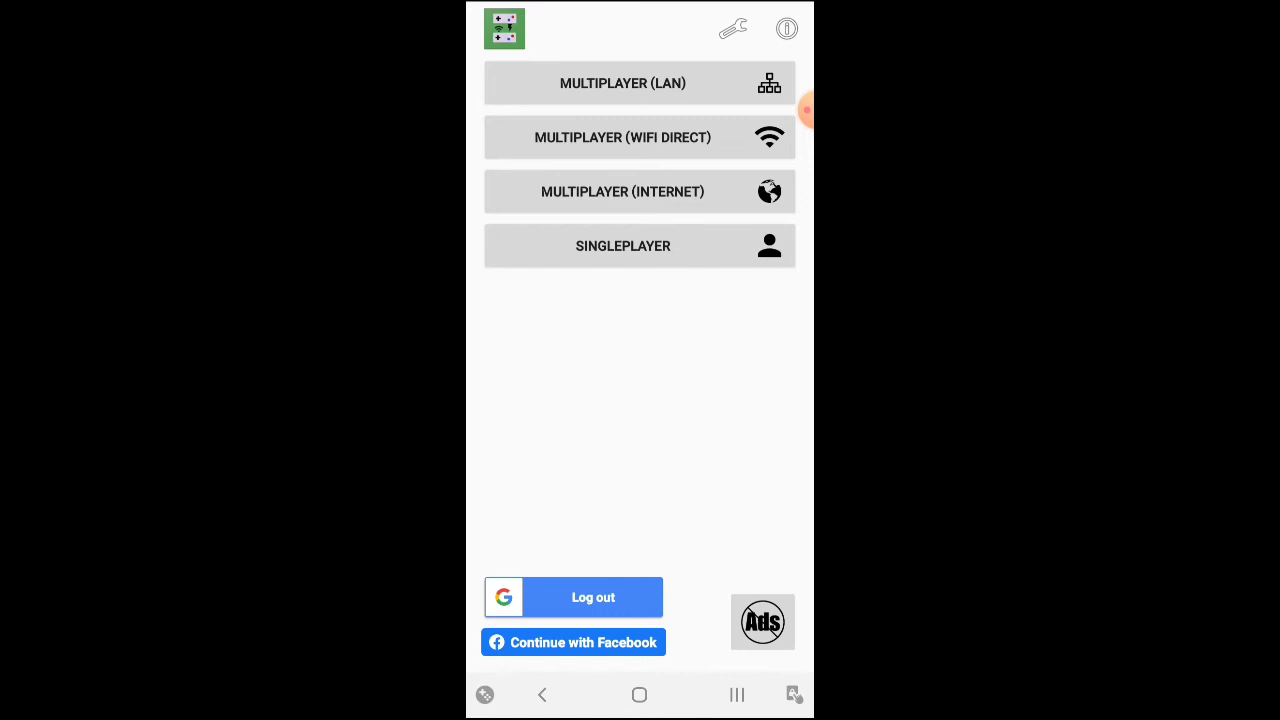 MULTIPLAYER (LAN)
MULTIPLAYER (WIFI DIRECT)
MULTIPLAYER (INTERNET)
SINGLEPLAYER
Log out
Continue with Facebook
Ads